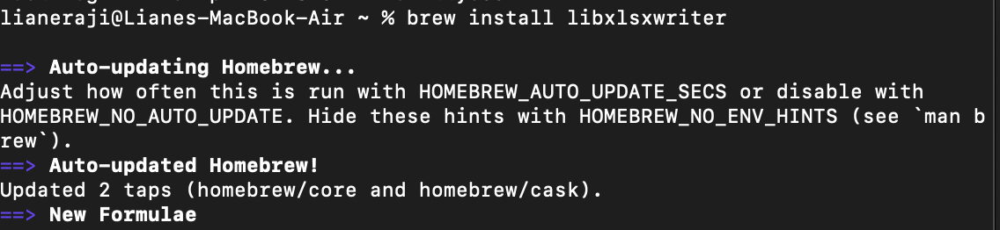 lianeraji@Lianes-MacBook-Air ~ % brew install libxlsxwriter
==> Auto-updating Homebrew...
Adjust how often this is run with HOMEBREW_AUTO_UPDATE_SECS or disable with
HOMEBREW_NO_AUTO_UPDATE. Hide these hints with HOMEBREW_NO_ENV_HINTS (see `man b
rew`).
==> Auto-updated Homebrew!
Updated 2 taps (homebrew/core and homebrew/cask).
==> New Formulae